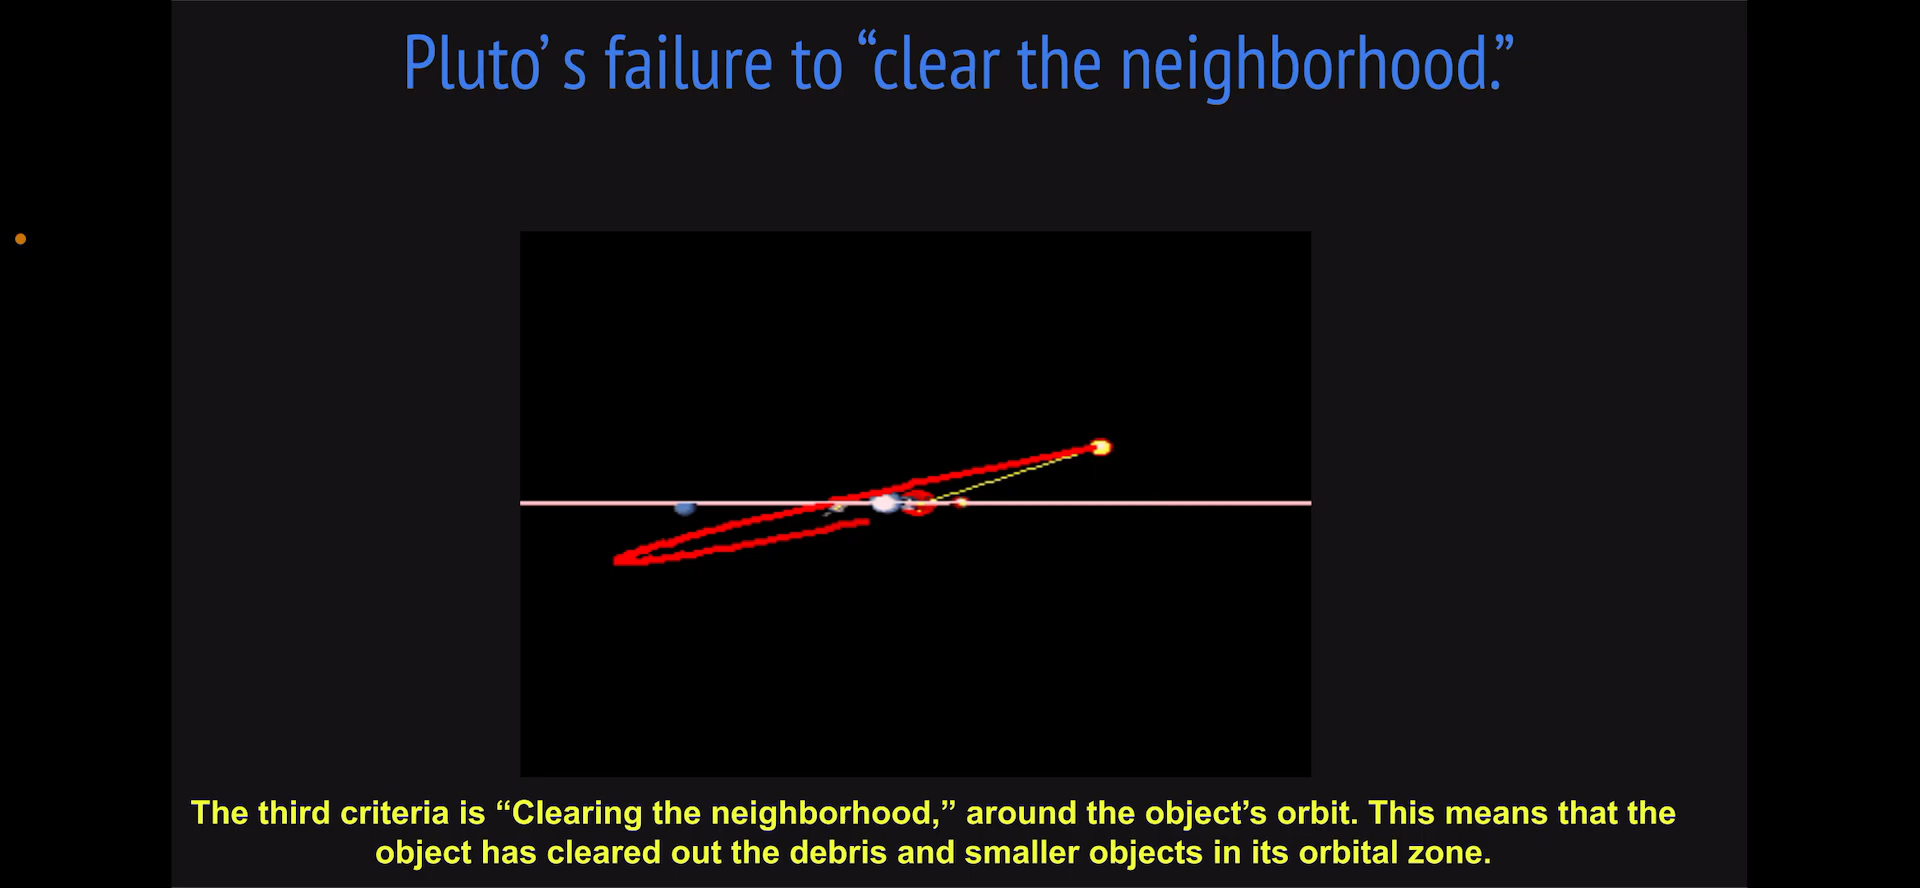 Pluto’ s failure to “clear the neighborhood.”
The third criteria is “Clearing the neighborhood,” around the object’s orbit. This means that the
object has cleared out the debris and smaller objects in its orbital zone.